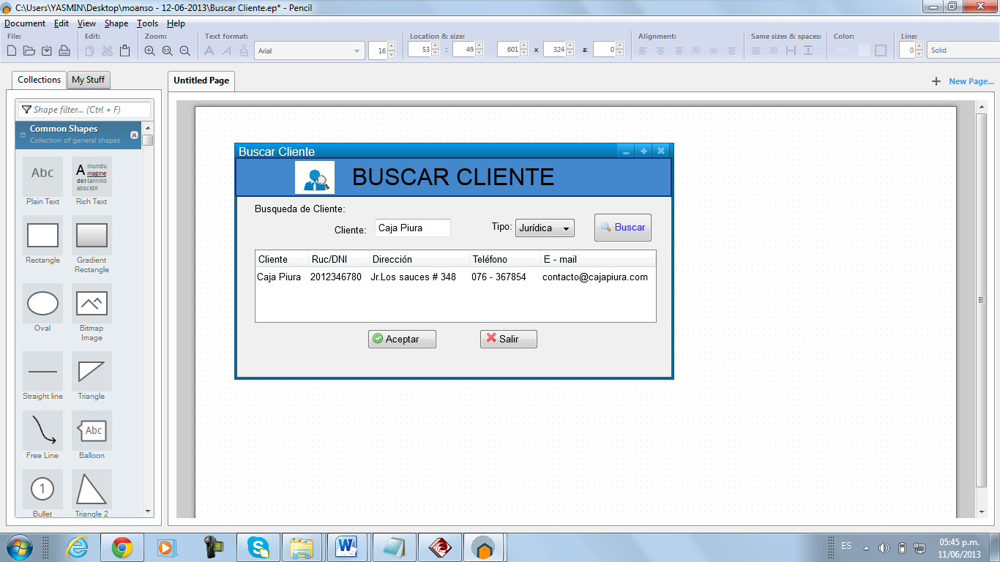 C:\Users\YASMIN\Desktop\moanso - 12-06-2013\Buscar Cliente.ep* - Pencil
Document Edit View Shape Tools Help
File: Edit: Zoom: Text format: Location & size: Alignment: Same sizes & spaces: Color: Line:
1:1 A A Arial 16 53 : 49 601 x 324 a: 0 ABC 0 Solid
Collections My Stuff Untitled Page New Page...
Shape filter... (Ctrl + F)
Common Shapes
Collection of general shapes
Abc
A mundu magine del tannito abscidit
Plain Text Rich Text
Rectangle Gradient Rectangle
Oval Bitmap Image
Straight line Triangle
Abc
Free Line Balloon
1
Bullet Triangle 2
Buscar Cliente
BUSCAR CLIENTE
Busqueda de Cliente:
Cliente: Caja Piura Tipo: Jurídica Buscar
Cliente Ruc/DNI Dirección Teléfono E - mail
Caja Piura 2012346780 Jr.Los sauces # 348 076 - 367854 contacto@cajapiura.com
Aceptar Salir
ES 05:45 p.m.
11/06/2013